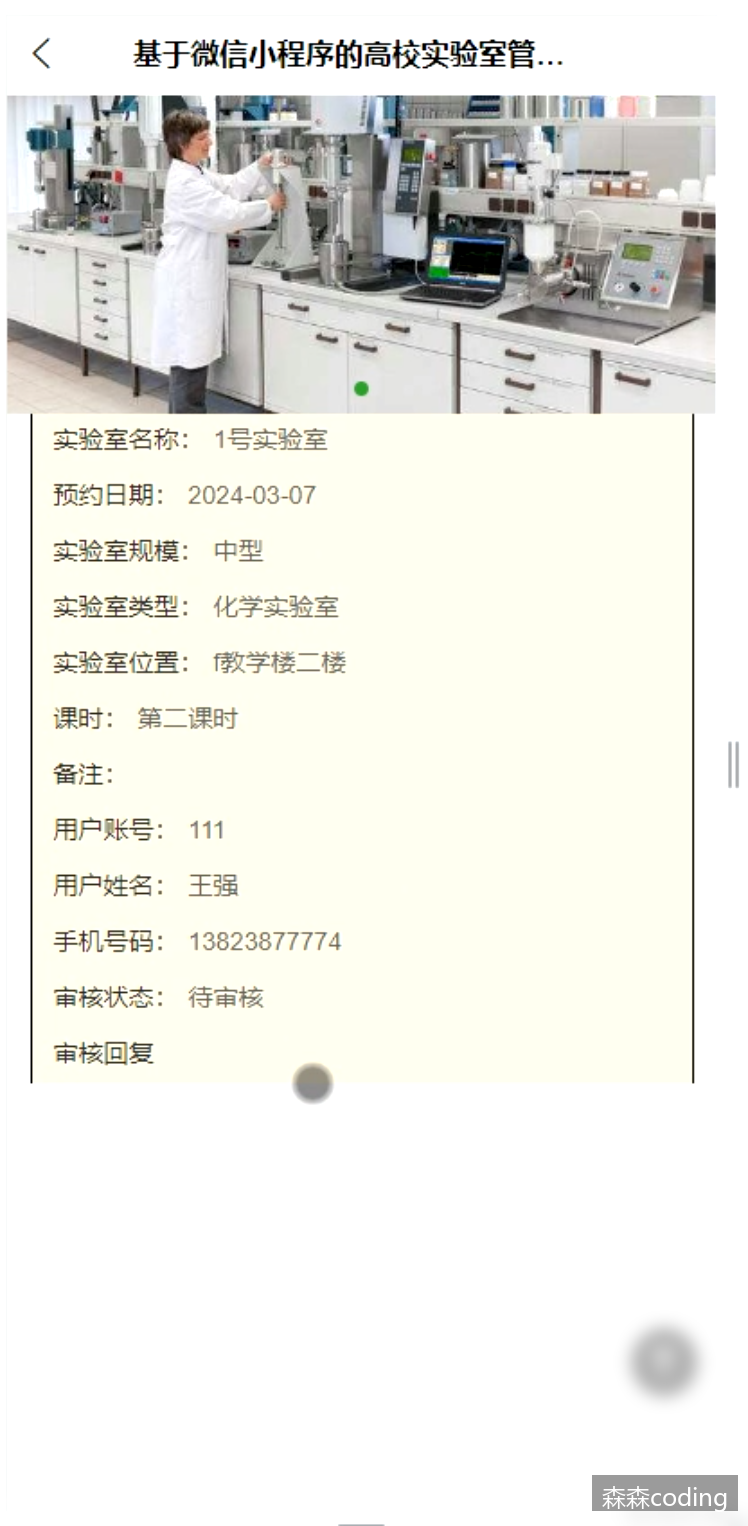 基于微信小程序的高校实验室管...
实验室名称： 1号实验室
预约日期： 2024-03-07
实验室规模： 中型
实验室类型： 化学实验室
实验室位置： f教学楼二楼
课时： 第二课时
备注：
用户账号： 111
用户姓名： 王强
手机号码： 13823877774
审核状态： 待审核
审核回复
森森coding